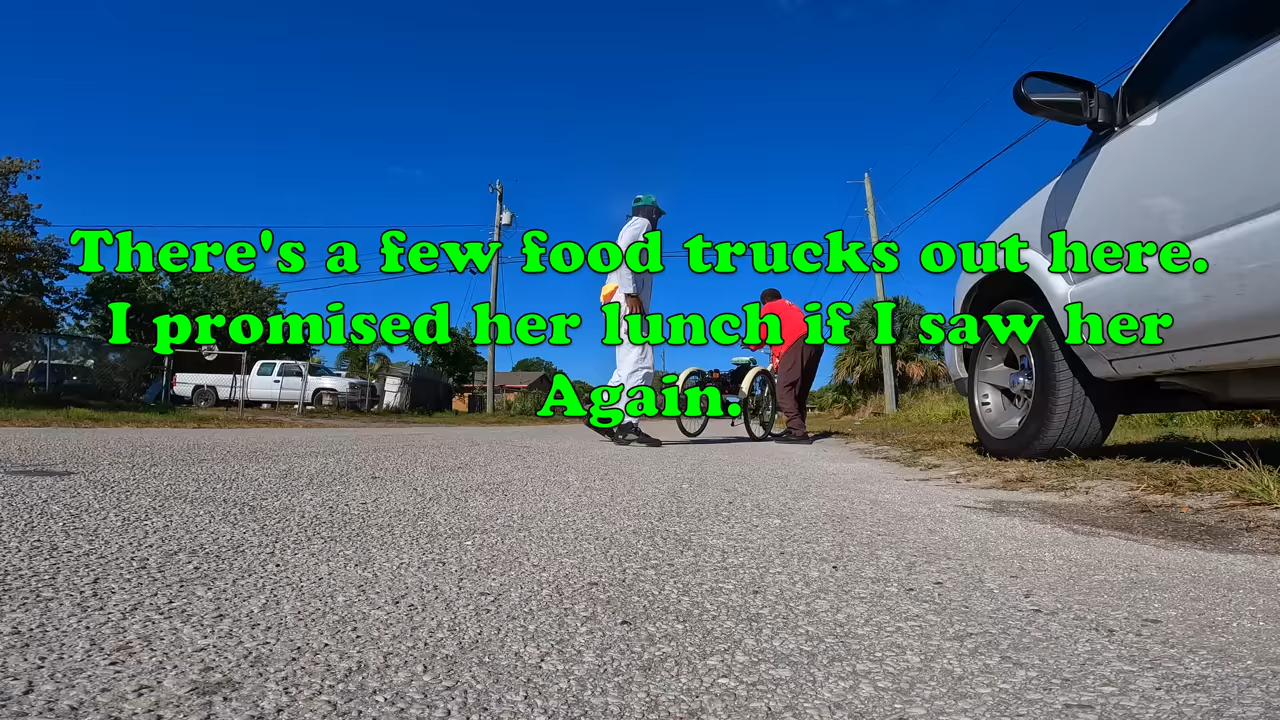 There's a few food trucks out here.
I promised her lunch if I saw her
Again.